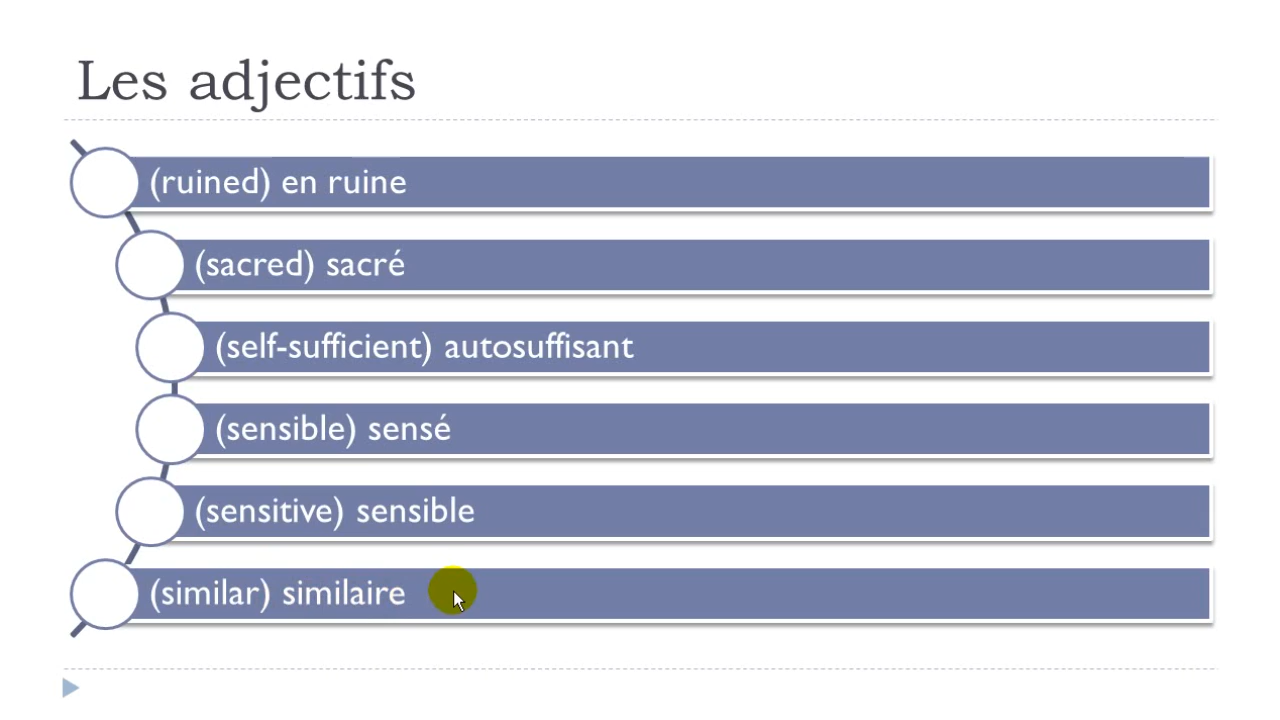 Les adjectifs
(ruined) en ruine
(sacred) sacré
(self-sufficient) autosuffisant
(sensible) sensé
(sensitive) sensible
(similar) similaire